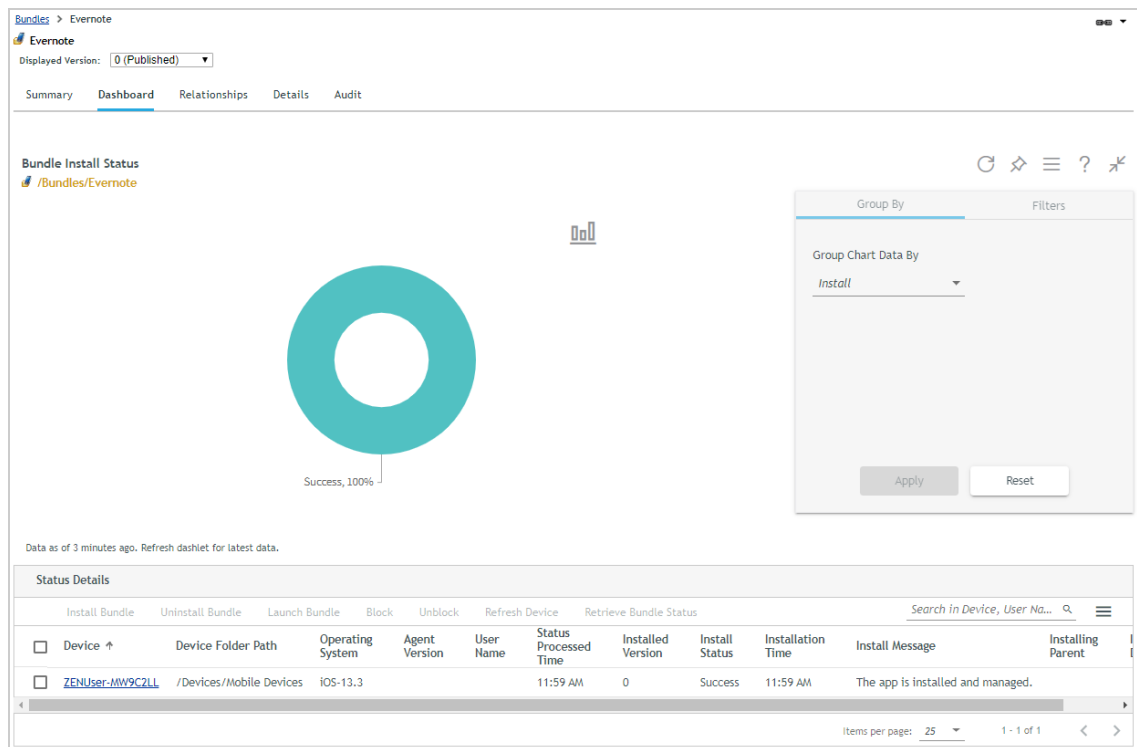 Bundles > Evernote
Evernote
Displayed Version: 0 (Published)
Summary Dashboard Relationships Details Audit
Bundle Install Status
/Bundles/Evernote
Group By Filters
Group Chart Data By
Install
Success, 100%
Apply Reset
Data as of 3 minutes ago. Refresh dashlet for latest data.
Status Details
Install Bundle Uninstall Bundle Launch Bundle Block Unblock Refresh Device Retrieve Bundle Status Search in Device, User Na...
Device Device Folder Path Operating System Agent Version User Name Status Processed Time Installed Version Install Status Installation Time Install Message Installing Parent
ZENUser-MW9C2LL /Devices/Mobile Devices iOS-13.3 11:59 AM 0 Success 11:59 AM The app is installed and managed.
Items per page: 25 1 - 1 of 1